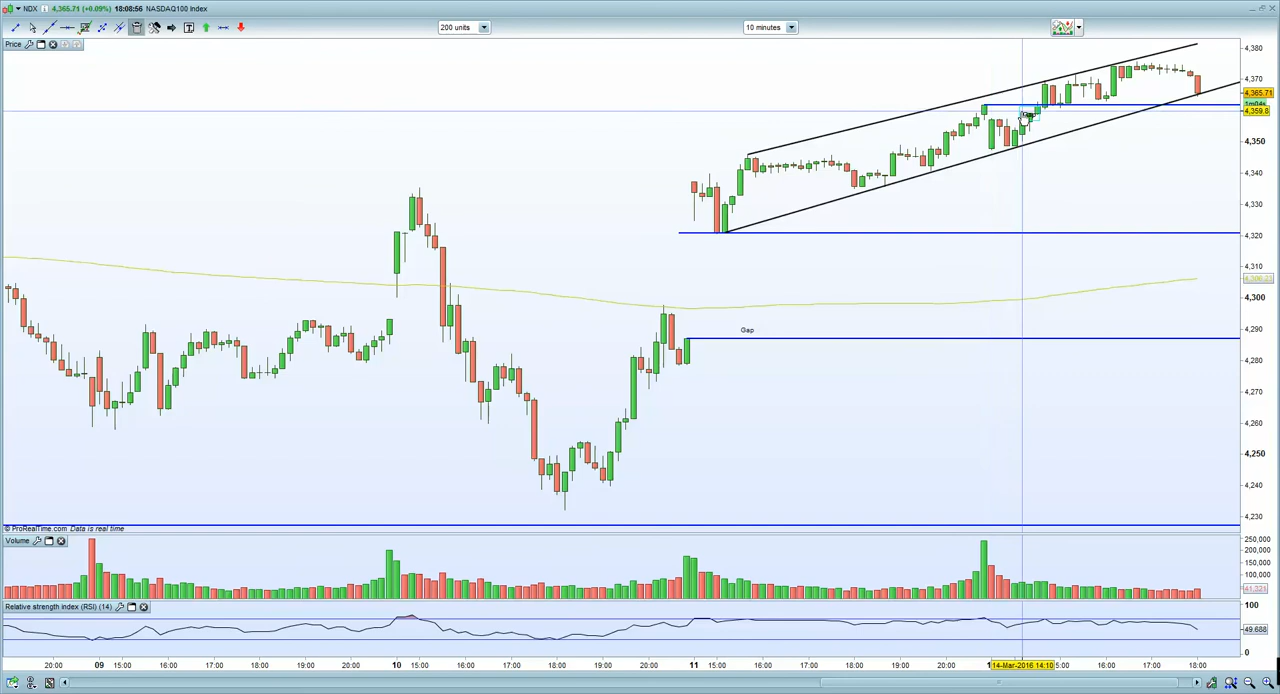 NDX 4,365.71 (+0.09%) 18:08:56 NASDAQ100 Index
200 units
10 minutes
Price
4,380
4,370
4,365.71
4,359.8
4,350
4,340
4,330
4,320
4,310
4,300
4,290
4,280
4,270
4,260
4,250
4,240
4,230
Gap
© ProRealTime.com Data is real time
Volume
250,000
200,000
150,000
100,000
41,221
Relative strength index (RSI) (14)
100
49.688
0
20:00 09 15:00 16:00 17:00 18:00 19:00 20:00 10 15:00 16:00 17:00 18:00 19:00 20:00 11 15:00 16:00 17:00 18:00 19:00 20:00 14-Mar-2016 14:10 5:00 16:00 17:00 18:00